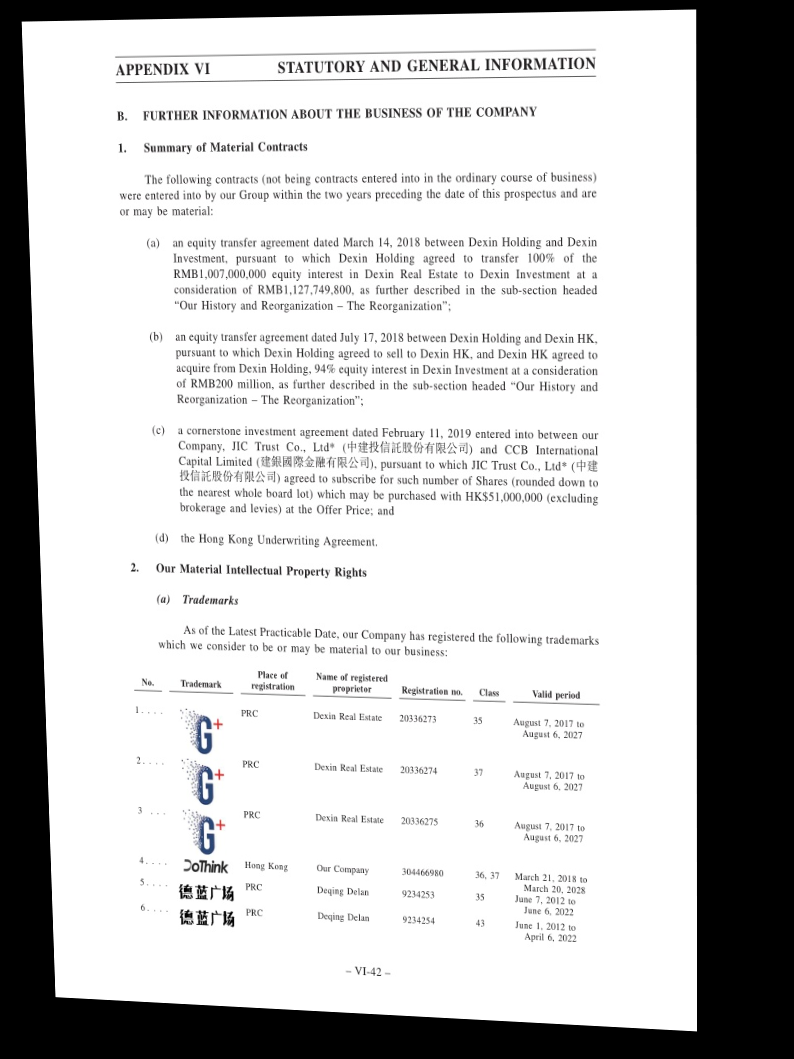 APPENDIX VI STATUTORY AND GENERAL INFORMATION
B. FURTHER INFORMATION ABOUT THE BUSINESS OF THE COMPANY
1. Summary of Material Contracts
The following contracts (not being contracts entered into in the ordinary course of business)
were entered into by our Group within the two years preceding the date of this prospectus and are
or may be material:
(a) an equity transfer agreement dated March 14, 2018 between Dexin Holding and Dexin
Investment, pursuant to which Dexin Holding agreed to transfer 100% of the
RMB1,007,000,000 equity interest in Dexin Real Estate to Dexin Investment at a
consideration of RMB1,127,749,800, as further described in the sub-section headed
“Our History and Reorganization – The Reorganization”;
(b) an equity transfer agreement dated July 17, 2018 between Dexin Holding and Dexin HK,
pursuant to which Dexin Holding agreed to sell to Dexin HK, and Dexin HK agreed to
acquire from Dexin Holding, 94% equity interest in Dexin Investment at a consideration
of RMB200 million, as further described in the sub-section headed “Our History and
Reorganization – The Reorganization”;
(c) a cornerstone investment agreement dated February 11, 2019 entered into between our
Company, JIC Trust Co., Ltd* (中建投信託股份有限公司) and CCB International
Capital Limited (建銀國際金融有限公司), pursuant to which JIC Trust Co., Ltd* (中建
投信託股份有限公司) agreed to subscribe for such number of Shares (rounded down to
the nearest whole board lot) which may be purchased with HK$51,000,000 (excluding
brokerage and levies) at the Offer Price; and
(d) the Hong Kong Underwriting Agreement.
2. Our Material Intellectual Property Rights
(a) Trademarks
As of the Latest Practicable Date, our Company has registered the following trademarks
which we consider to be or may be material to our business:
No. Trademark Place of registration Name of registered proprietor Registration no. Class Valid period
1. . . . G+ PRC Dexin Real Estate 20336273 35 August 7, 2017 to
August 6, 2027
2. . . . G+ PRC Dexin Real Estate 20336274 37 August 7, 2017 to
August 6, 2027
3 . . . G+ PRC Dexin Real Estate 20336275 36 August 7, 2017 to
August 6, 2027
4. . . . DoThink Hong Kong Our Company 304466980 36, 37 March 21, 2018 to
March 20, 2028
5. . . . 德蓝广场 PRC Deqing Delan 9234253 35 June 7, 2012 to
June 6, 2022
6. . . . 德蓝广场 PRC Deqing Delan 9234254 43 June 1, 2012 to
April 6, 2022
– VI-42 –